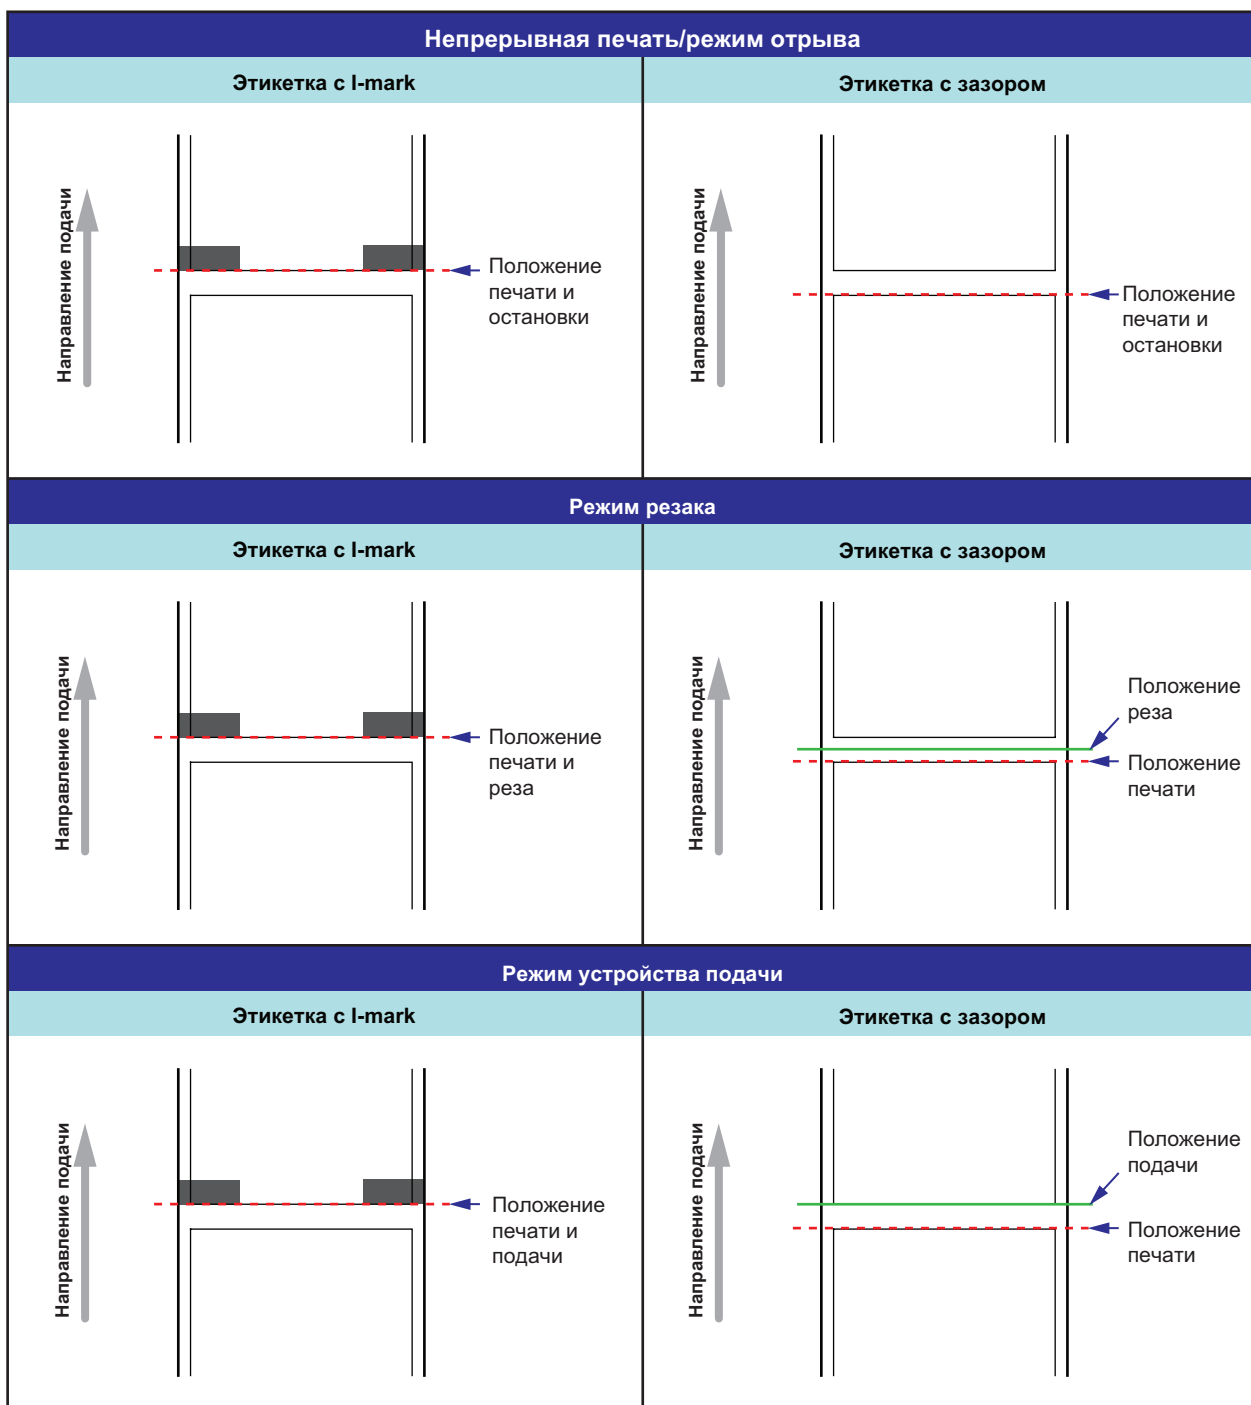 Непрерывная печать/режим отрыва
Этикетка с I-mark
Этикетка с зазором
Направление подачи
Положение
печати и
остановки
Направление подачи
Положение
печати и
остановки
Режим резака
Этикетка с I-mark
Этикетка с зазором
Направление подачи
Положение
печати и
реза
Направление подачи
Положение
реза
Положение
печати
Режим устройства подачи
Этикетка с I-mark
Этикетка с зазором
Направление подачи
Положение
печати и
подачи
Направление подачи
Положение
подачи
Положение
печати